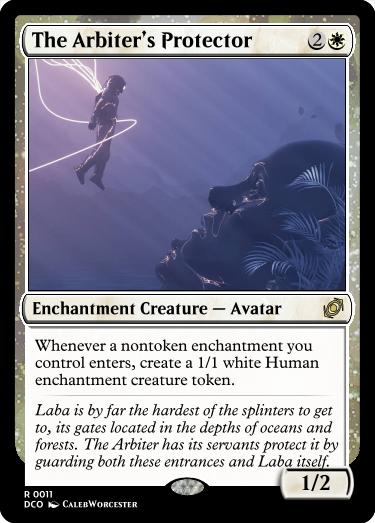 The Arbiter's Protector 2
Enchantment Creature — Avatar
Whenever a nontoken enchantment you
control enters, create a 1/1 white Human
enchantment creature token.
Laba is by far the hardest of the splinters to get
to, its gates located in the depths of oceans and
forests. The Arbiter has its servants protect it by
guarding both these entrances and Laba itself.
1/2
R 0011
DCO CALEBWORCESTER